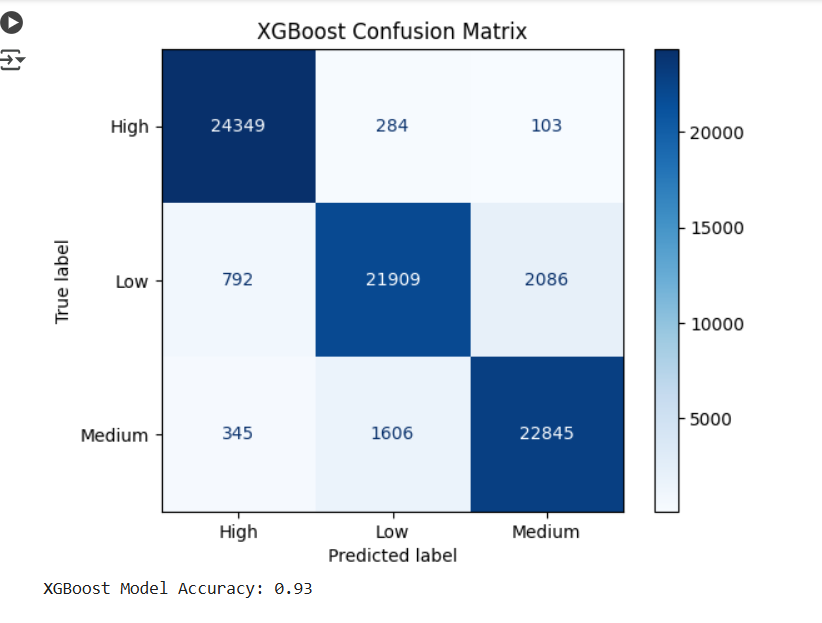 XGBoost Confusion Matrix
High
24349
284
103
Low
792
21909
2086
Medium
345
1606
22845
True label
High
Low
Medium
Predicted label
20000
15000
10000
5000
XGBoost Model Accuracy: 0.93